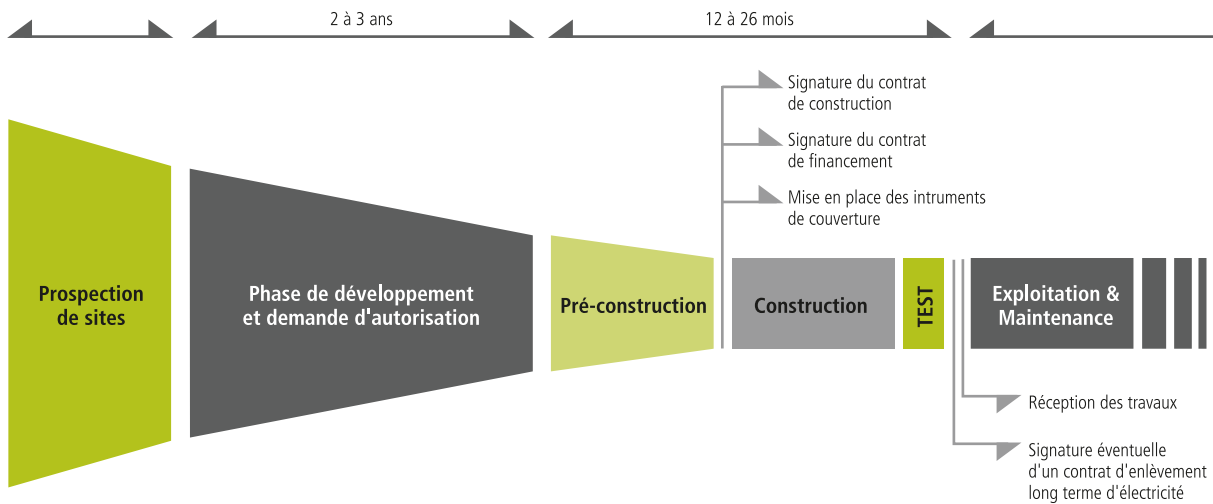 2 à 3 ans
12 à 26 mois
Signature du contrat
de construction
Signature du contrat
de financement
Mise en place des intruments
de couverture
Prospection
de sites
Phase de développement
et demande d'autorisation
Pré-construction
Construction
TEST
Exploitation &
Maintenance
Réception des travaux
Signature éventuelle
d'un contrat d'enlèvement
long terme d'électricité